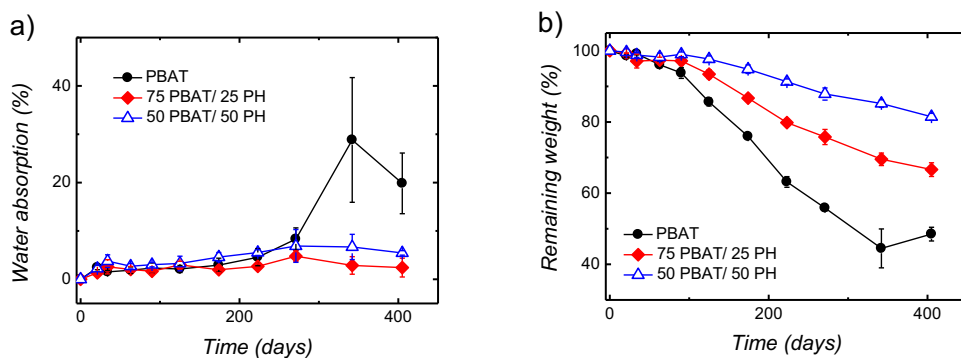 a)
Water absorption (%)
40
20
0
PBAT
75 PBAT/ 25 PH
50 PBAT/ 50 PH
0
200
400
Time (days)
b)
Remaining weight (%)
100
80
60
40
PBAT
75 PBAT/ 25 PH
50 PBAT/ 50 PH
0
200
400
Time (days)